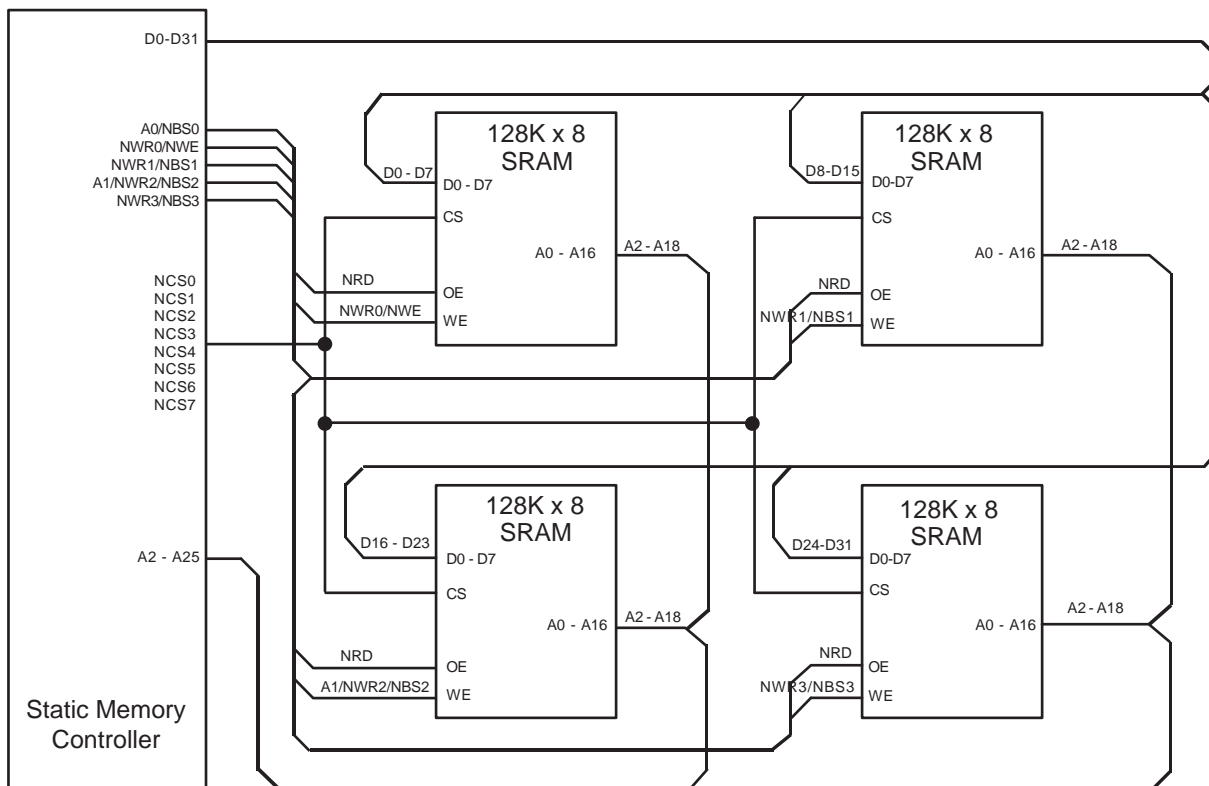 D0-D31
A0/NBS0
NWR0/NWE
NWR1/NBS1
A1/NWR2/NBS2
NWR3/NBS3
NCS0
NCS1
NCS2
NCS3
NCS4
NCS5
NCS6
NCS7
A2 - A25
Static Memory
Controller
128K x 8
SRAM
D0 - D7
D0 - D7
CS
A0 - A16
A2 - A18
NRD
OE
NWR0/NWE
WE
128K x 8
SRAM
D8-D15
D0-D7
CS
A0 - A16
A2 - A18
NRD
OE
NWR1/NBS1
WE
128K x 8
SRAM
D16 - D23
D0 - D7
CS
A0 - A16
A2 - A18
NRD
OE
A1/NWR2/NBS2
WE
128K x 8
SRAM
D24-D31
D0-D7
CS
A0 - A16
A2 - A18
NRD
OE
NWR3/NBS3
WE